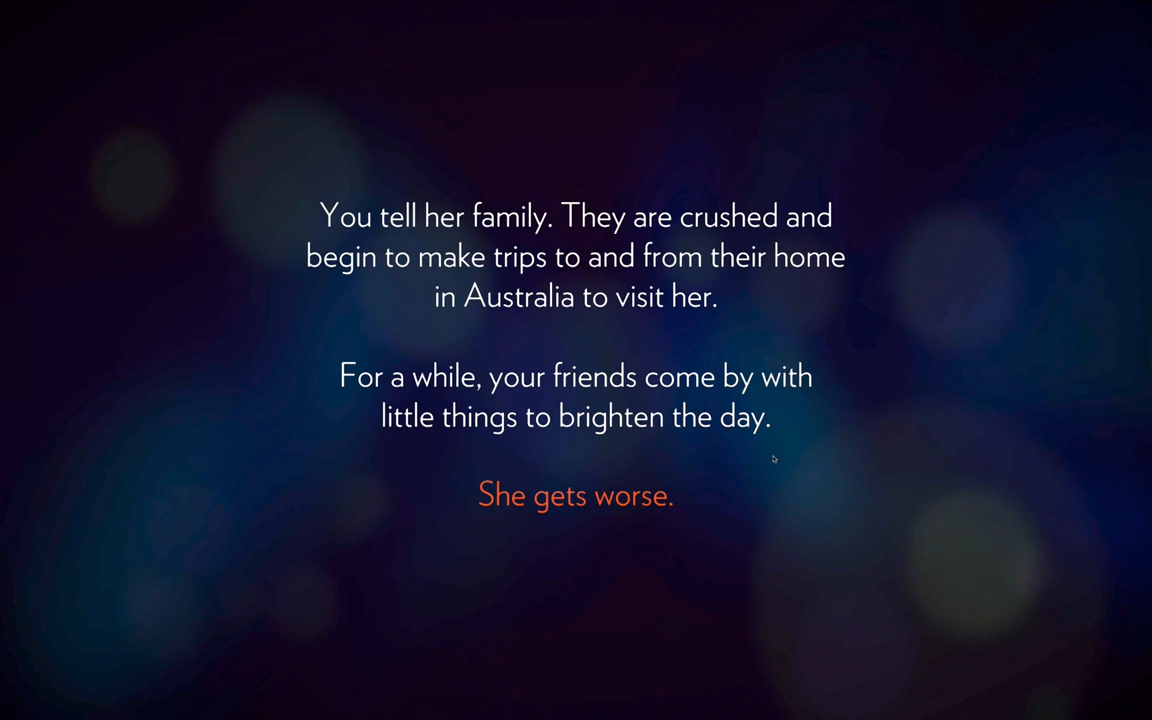 You tell her family. They are crushed and
begin to make trips to and from their home
in Australia to visit her.
For a while, your friends come by with
little things to brighten the day.
She gets worse.